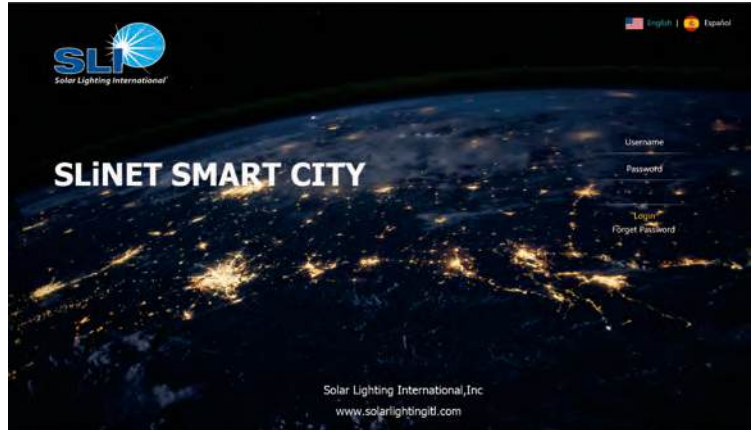 English | Español
SLI
Solar Lighting International
SLiNET SMART CITY
Username
Password
Login
Forget Password
Solar Lighting International,Inc
www.solarlightingitl.com